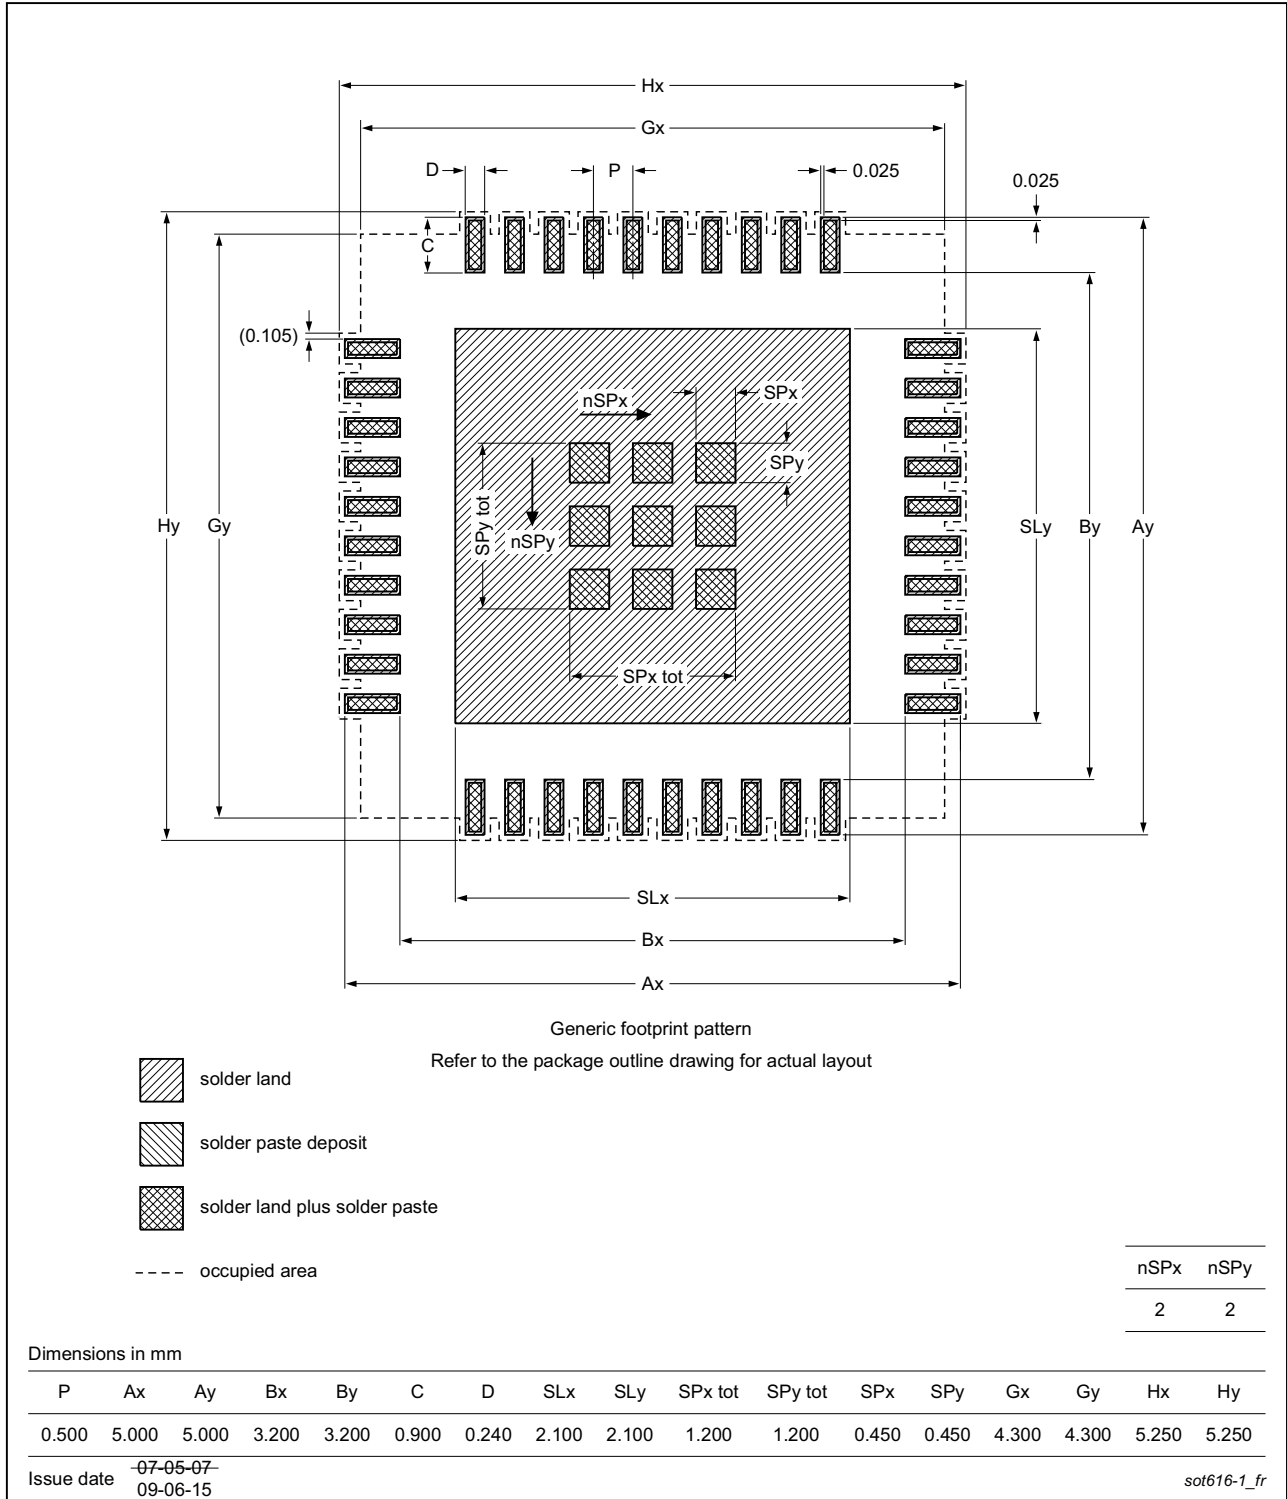 Hx
Gx
D
P
0.025
0.025
C
(0.105)
nSPx
SPx
SPy
SPy tot
nSPy
Hy
Gy
SLy
By
Ay
SPx tot
SLx
Bx
Ax
Generic footprint pattern
Refer to the package outline drawing for actual layout
solder land
solder paste deposit
solder land plus solder paste
occupied area
nSPx nSPy
2 2
Dimensions in mm
P Ax Ay Bx By C D SLx SLy SPx tot SPy tot SPx SPy Gx Gy Hx Hy
0.500 5.000 5.000 3.200 3.200 0.900 0.240 2.100 2.100 1.200 1.200 0.450 0.450 4.300 4.300 5.250 5.250
Issue date 07-05-07
09-06-15
sot616-1_fr